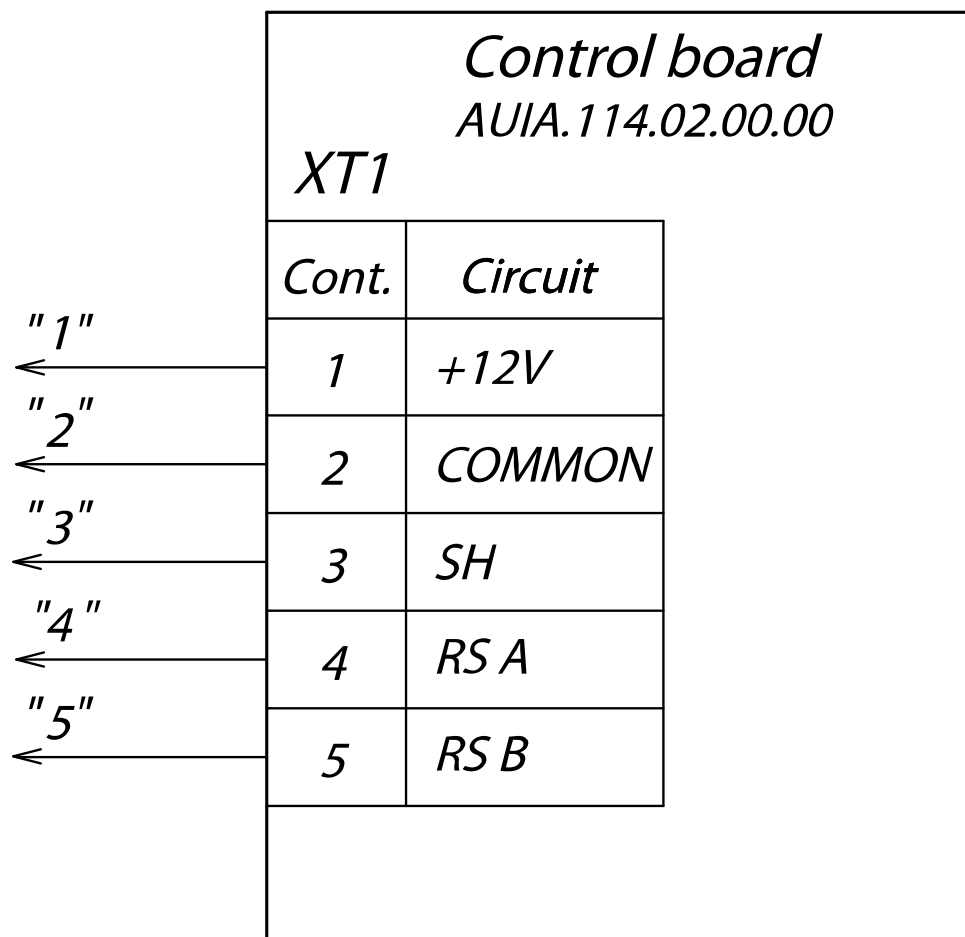 Control board
AUIA.114.02.00.00
XT1
Cont. Circuit
"1"
1 +12V
"2"
2 COMMON
"3"
3 SH
"4"
4 RS A
"5"
5 RS B